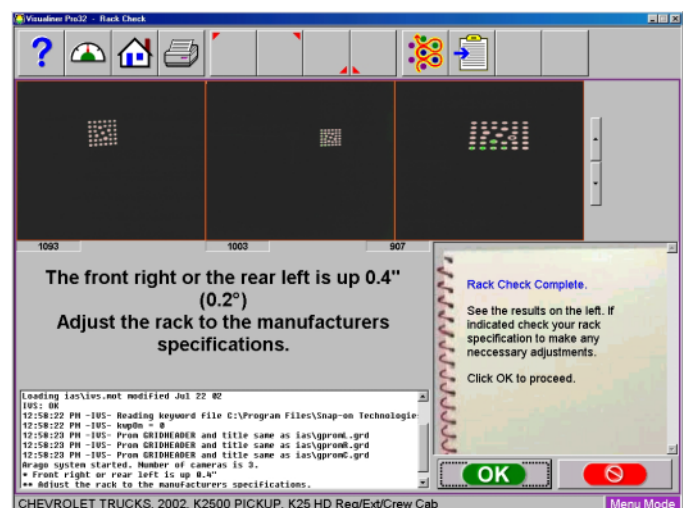 Visualiner Pro32 - Rack Check
1093
1003
907
The front right or the rear left is up 0.4"
(0.2°)
Adjust the rack to the manufacturers
specifications.
Rack Check Complete.
See the results on the left. If
indicated check your rack
specification to make any
neccessary adjustments.
Click OK to proceed.
Loading ias\ivs.mot modified Jul 22 02
IVS: OK
12:58:22 PM -IVS- Reading keyword file C:\Program Files\Snap-on Technologie
12:58:22 PM -IVS- kwp0n = 0
12:58:23 PM -IVS- Prom GRIDHEADER and title same as ias\gpromL.grd
12:58:23 PM -IVS- Prom GRIDHEADER and title same as ias\gpromR.grd
12:58:23 PM -IVS- Prom GRIDHEADER and title same as ias\gpromC.grd
Arago system started. Number of cameras is 3.
* Front right or rear left is up 0.4"
** Adjust the rack to the manufacturers specifications.
OK
CHEVROLET TRUCKS, 2002, K2500 PICKUP, K25 HD Reg/Ext/Crew Cab
Menu Mode